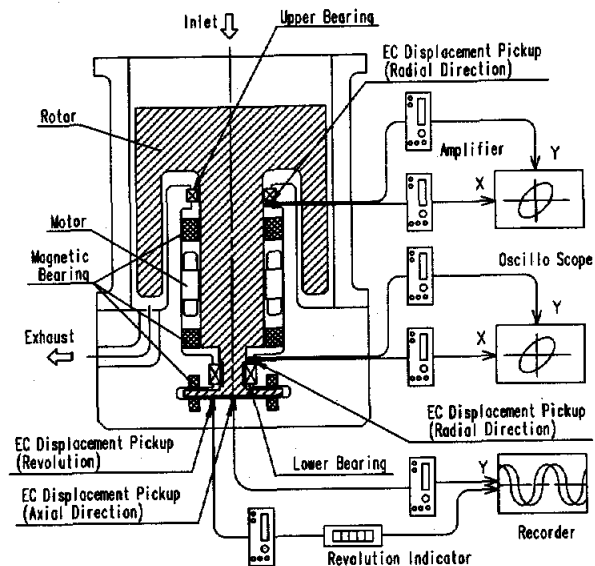 Inlet
Upper Bearing
EC Displacement Pickup
(Radial Direction)
Rotor
Amplifier
Y
X
Motor
Magnetic
Bearing
Oscillo Scope
Y
Exhaust
X
EC Displacement Pickup
(Radial Direction)
EC Displacement Pickup
(Revolution)
Lower Bearing
EC Displacement Pickup
(Axial Direction)
Y
Recorder
Revolution Indicator